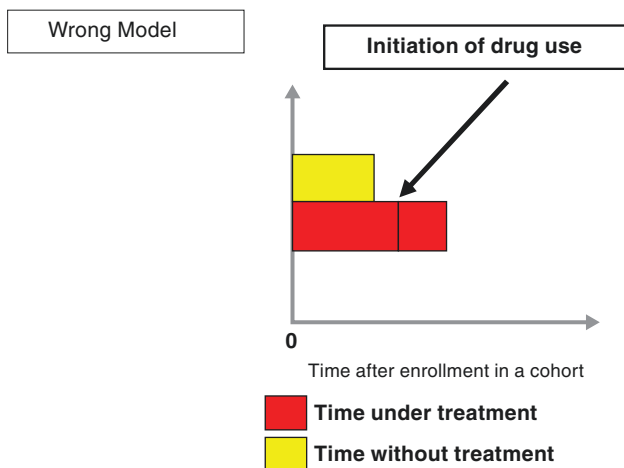 Wrong Model
Initiation of drug use
0
Time after enrollment in a cohort
Time under treatment
Time without treatment